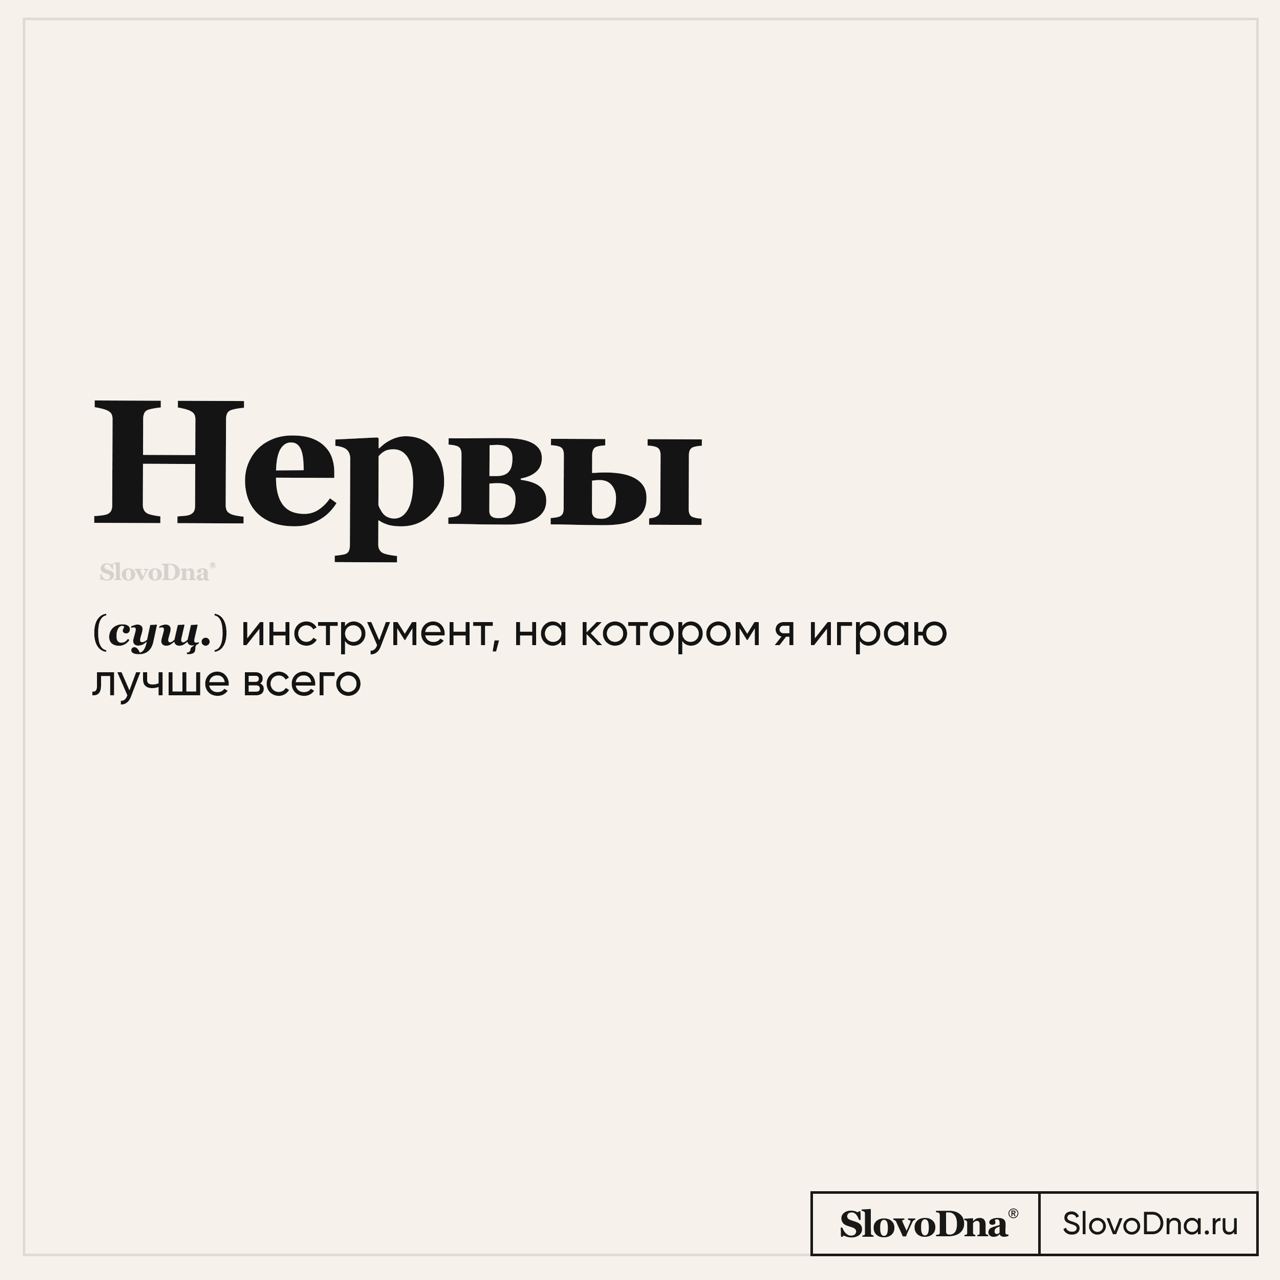 Нервы
SlovoDna®
(сущ.) инструмент, на котором я играю
лучше всего
SlovoDna® SlovoDna.ru